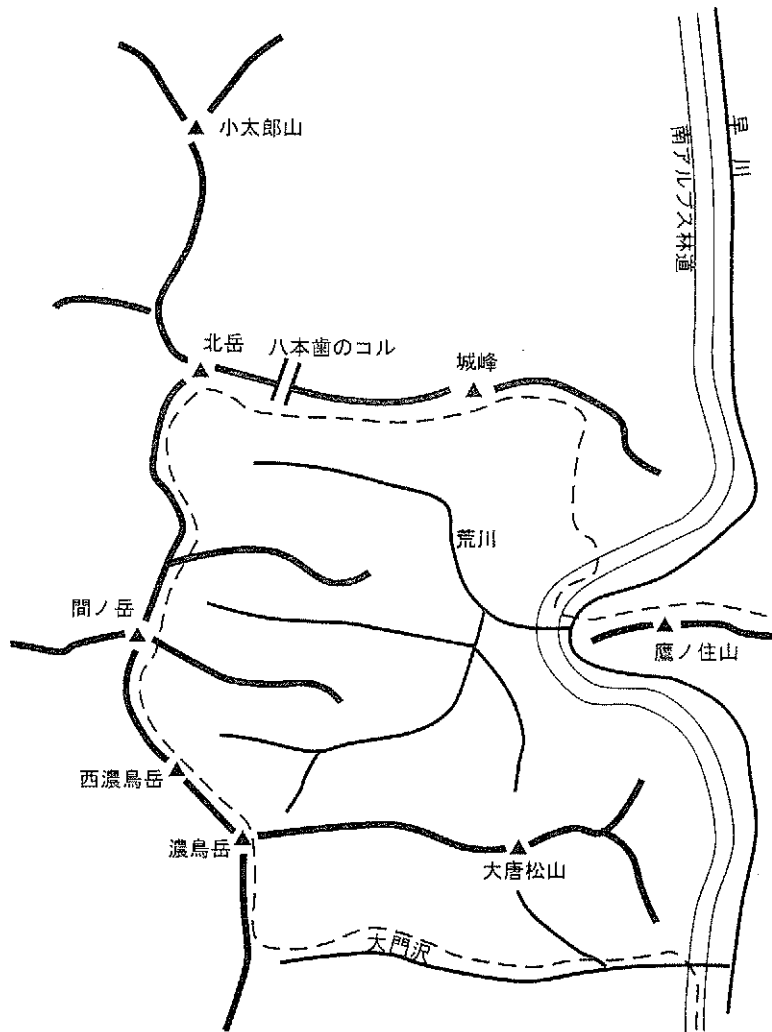 小太郎山
早川
南アルプス林道
北岳
八本歯のコル
城峰
荒川
間ノ岳
鷹ノ住山
西濃鳥岳
濃鳥岳
大唐松山
大門沢